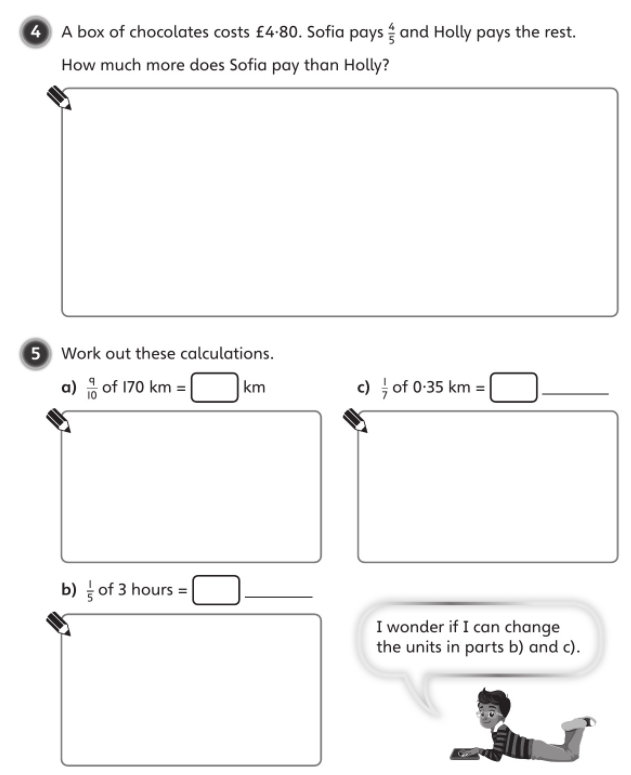 4 A box of chocolates costs £4·80. Sofia pays 4/5 and Holly pays the rest.
How much more does Sofia pay than Holly?
5 Work out these calculations.
a) 9/10 of 170 km = km
c) 1/7 of 0·35 km =
b) 1/5 of 3 hours =
I wonder if I can change
the units in parts b) and c).